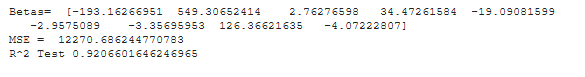 Betas=  [-193.16266951  549.30652414    2.76276598   34.47261584  -19.09081599
   -2.9575089    -3.35695953  126.36621635   -4.07222807]
MSE =  12270.686244770783
R^2 Test 0.9206601646246965